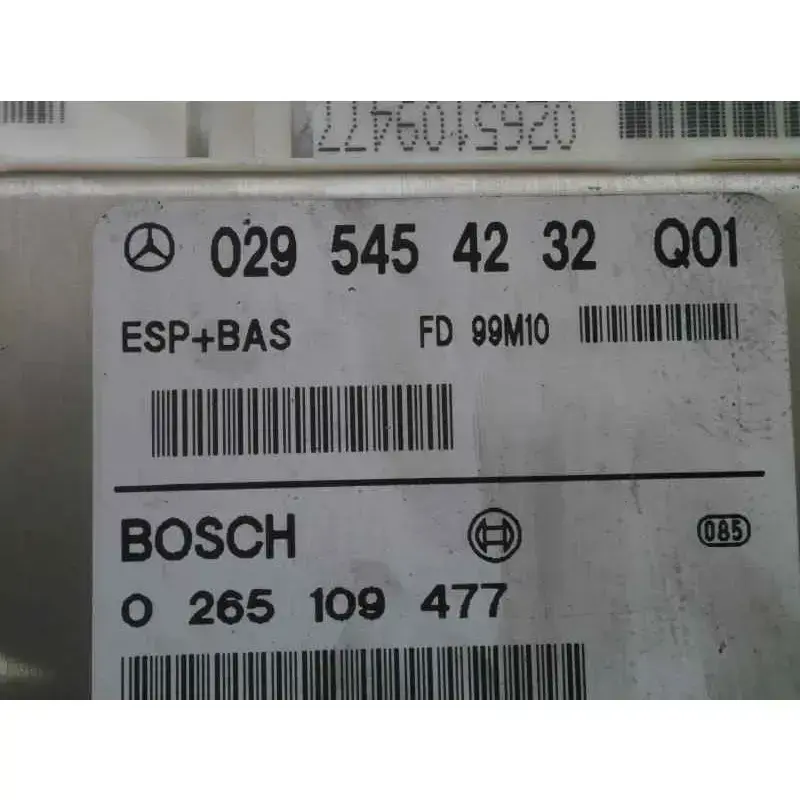 0265109477
029 545 42 32 Q01
ESP+BAS FD 99M10
BOSCH 085
0 265 109 477